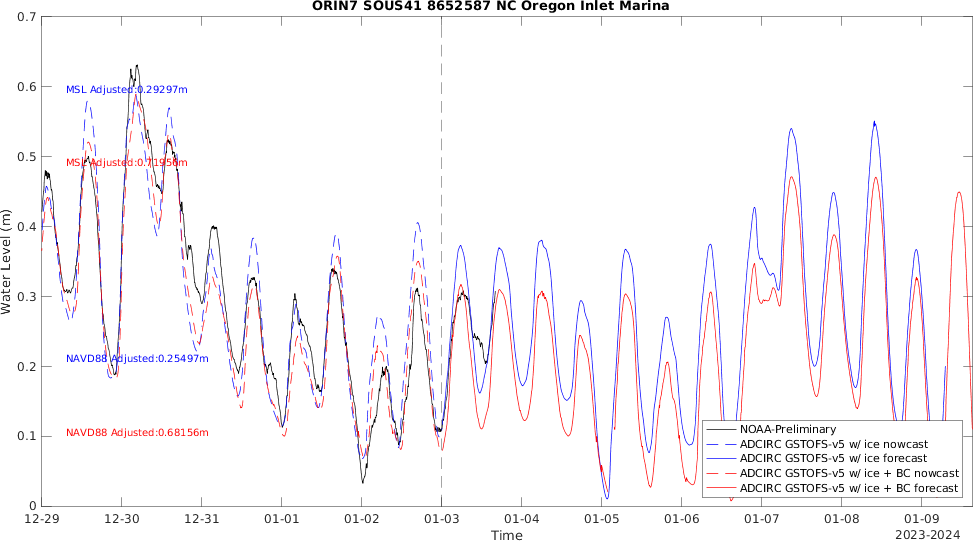 ORIN7 SOUS41 8652587 NC Oregon Inlet Marina
0.7
0.6
0.5
0.4
0.3
0.2
0.1
0
Water Level (m)
MSL Adjusted:0.29297m
MSL Adjusted:0.71956m
NAVD88 Adjusted:0.25497m
NAVD88 Adjusted:0.68156m
NOAA-Preliminary
ADCIRC GSTOFS-v5 w/ ice nowcast
ADCIRC GSTOFS-v5 w/ ice forecast
ADCIRC GSTOFS-v5 w/ ice + BC nowcast
ADCIRC GSTOFS-v5 w/ ice + BC forecast
12-29 12-30 12-31 01-01 01-02 01-03 01-04 01-05 01-06 01-07 01-08 01-09
Time
2023-2024